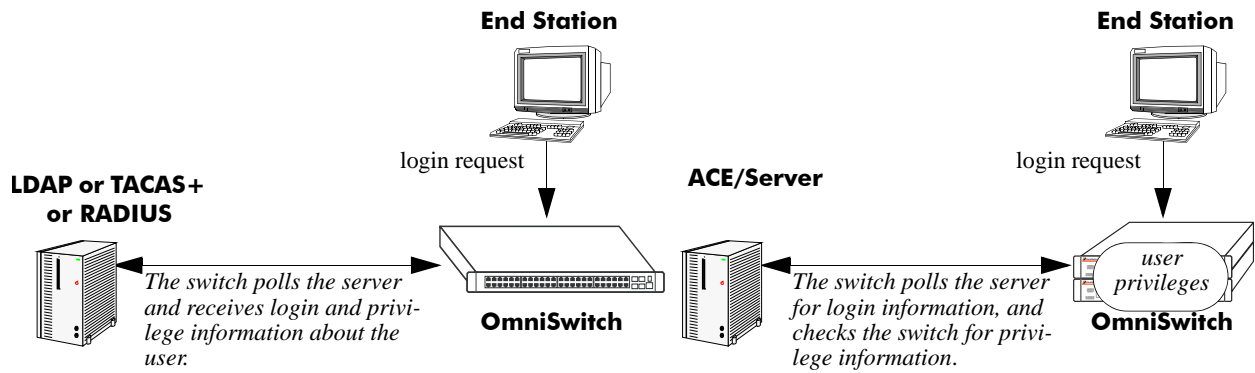 End Station
login request
LDAP or TACAS+
or RADIUS
The switch polls the server
and receives login and privi-
lege information about the
user.
OmniSwitch
End Station
login request
ACE/Server
user
privileges
The switch polls the server
for login information, and
checks the switch for privi-
lege information.
OmniSwitch